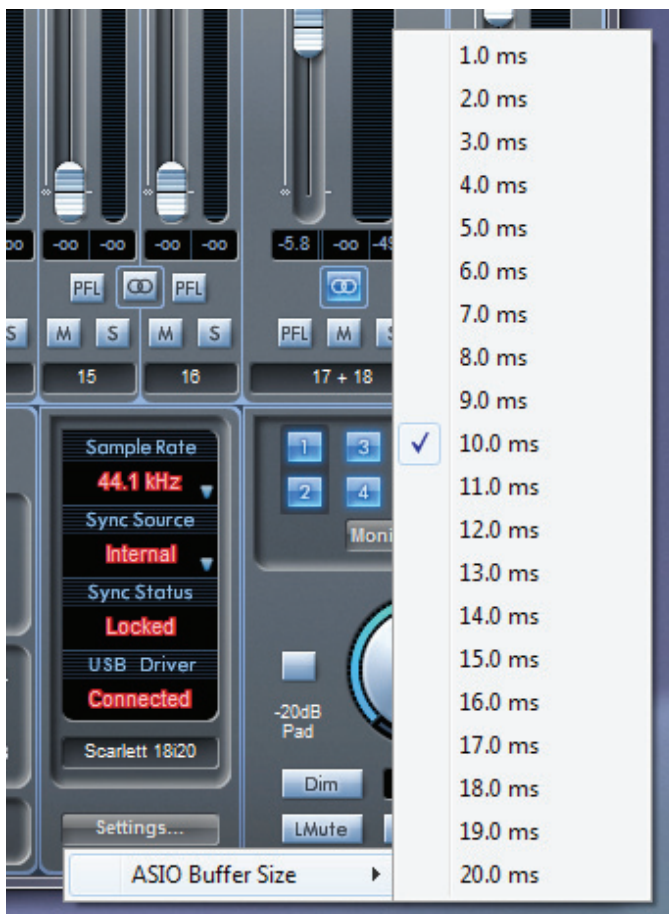 -∞ -∞ -∞ -∞ -∞ -5.8 -∞
PFL PFL
S M S M S PFL M
15 16 17 + 18
Sample Rate
44.1 kHz
Sync Source
Internal
Sync Status
Locked
USB Driver
Connected
Scarlett 18i20
Settings...
1 3
2 4
-20dB
Pad
Dim
LMute
ASIO Buffer Size
1.0 ms
2.0 ms
3.0 ms
4.0 ms
5.0 ms
6.0 ms
7.0 ms
8.0 ms
9.0 ms
10.0 ms
11.0 ms
12.0 ms
13.0 ms
14.0 ms
15.0 ms
16.0 ms
17.0 ms
18.0 ms
19.0 ms
20.0 ms